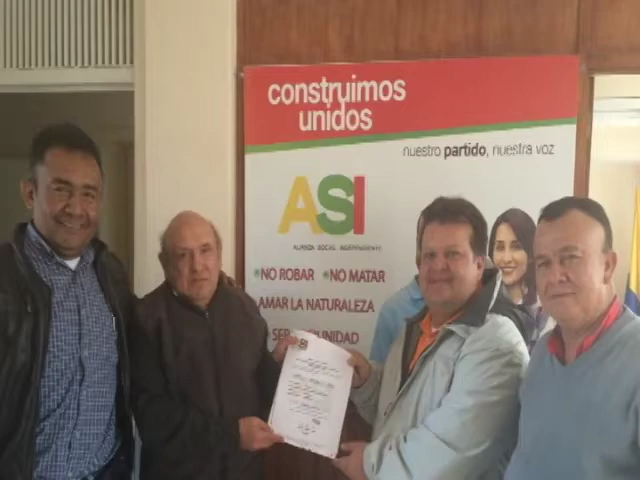 construimos
unidos
nuestro partido, nuestra voz
ASI
ALIANZA SOCIAL INDEPENDIENTE
NO ROBAR NO MATAR
AMAR LA NATURALEZA
SER
UNIDAD